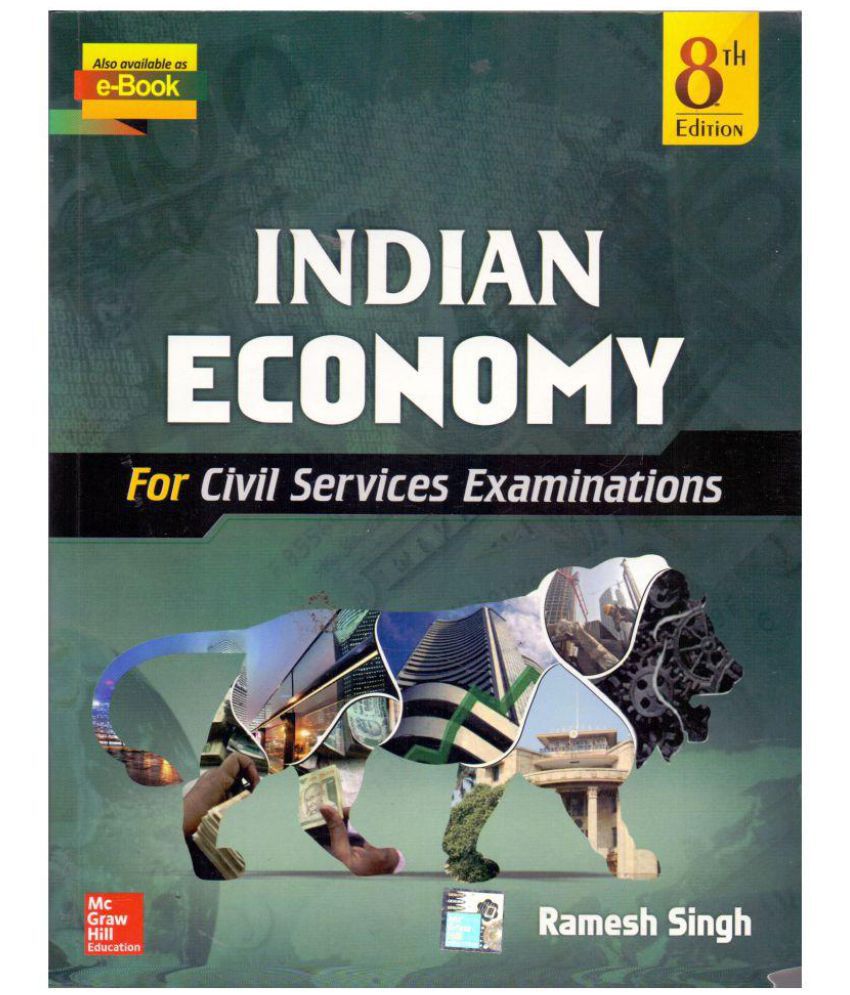 Also available as
e-Book
8TH
Edition
INDIAN
ECONOMY
For Civil Services Examinations
Mc
Graw
Hill
Education
Ramesh Singh